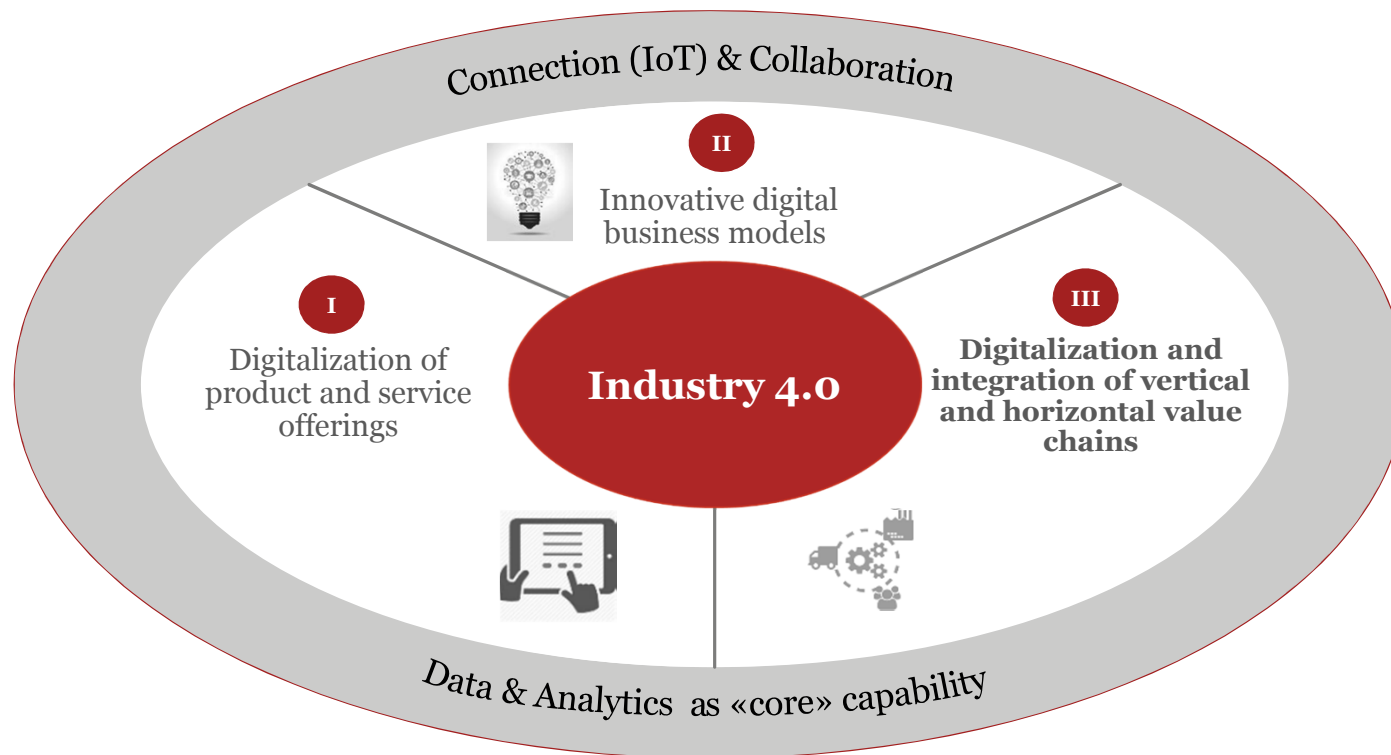 Connection (IoT) & Collaboration
II
Innovative digital
business models
I
Digitalization of
product and service
offerings
Industry 4.0
III
Digitalization and
integration of vertical
and horizontal value
chains
Data & Analytics as «core» capability